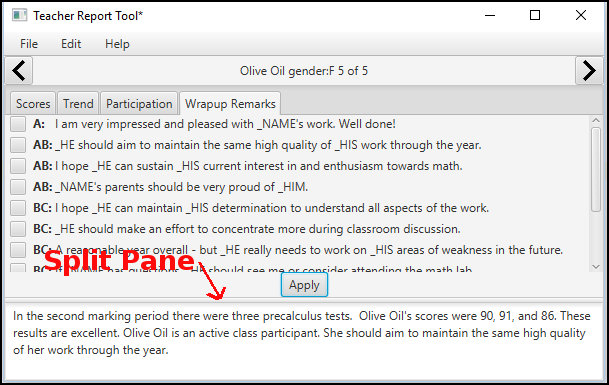 Teacher Report Tool*
File Edit Help
Olive Oil gender:F 5 of 5
Scores Trend Participation Wrapup Remarks
A: I am very impressed and pleased with _NAME's work. Well done!
AB: _HE should aim to maintain the same high quality of _HIS work through the year.
AB: I hope _HE can sustain _HIS current interest in and enthusiasm towards math.
AB: _NAME's parents should be very proud of _HIM.
BC: I hope _HE can maintain _HIS determination to understand all aspects of the work.
BC: _HE should make an effort to concentrate more during classroom discussion.
BC: A reasonable year overall - but _HE really needs to work on _HIS areas of weakness in the future.
BC: If _NAME has questions, _HE should see me or consider attending the math lab.
Split Pane
Apply
In the second marking period there were three precalculus tests.  Olive Oil's scores were 90, 91, and 86. These
results are excellent. Olive Oil is an active class participant. She should aim to maintain the same high quality
of her work through the year.